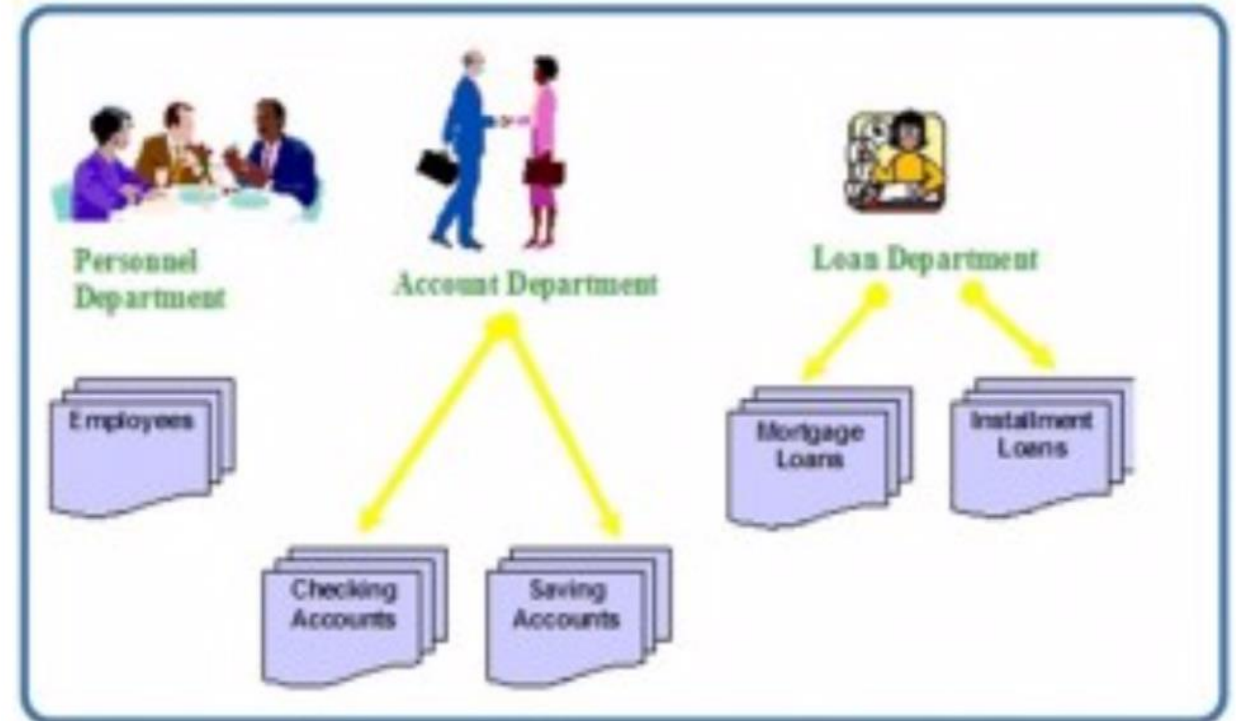 Personnel
Department
Account Department
Loan Department
Employees
Mortgage
Loans
Installment
Loans
Checking
Accounts
Saving
Accounts